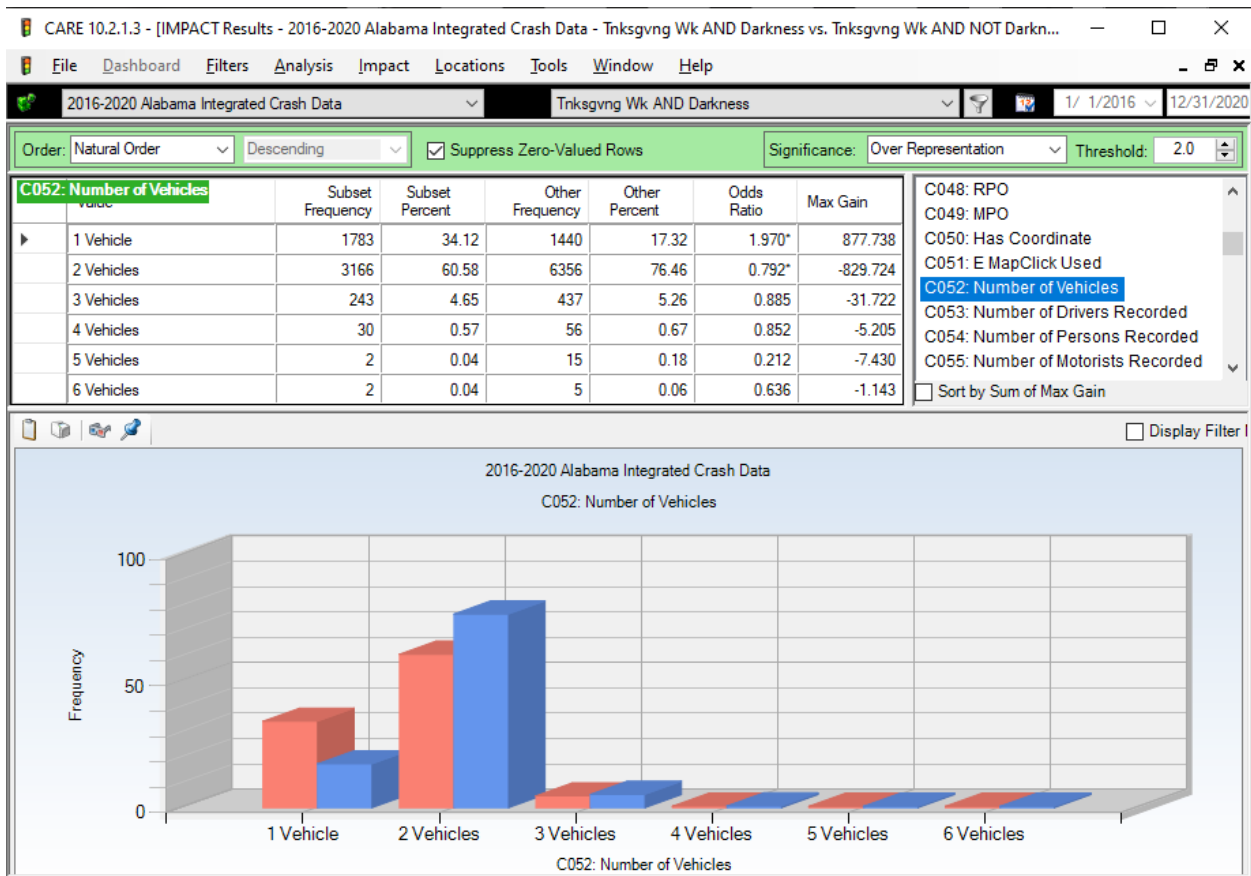 CARE 10.2.1.3 - [IMPACT Results - 2016-2020 Alabama Integrated Crash Data - Tnksgvng Wk AND Darkness vs. Tnksgvng Wk AND NOT Darkn...
File Dashboard Filters Analysis Impact Locations Tools Window Help
2016-2020 Alabama Integrated Crash Data Tnksgvng Wk AND Darkness 1/ 1/2016 12/31/2020
Order: Natural Order Descending Suppress Zero-Valued Rows Significance: Over Representation Threshold: 2.0
C052: Number of Vehicles
Subset Frequency Subset Percent Other Frequency Other Percent Odds Ratio Max Gain
1 Vehicle 1783 34.12 1440 17.32 1.970* 877.738
2 Vehicles 3166 60.58 6356 76.46 0.792* -829.724
3 Vehicles 243 4.65 437 5.26 0.885 -31.722
4 Vehicles 30 0.57 56 0.67 0.852 -5.205
5 Vehicles 2 0.04 15 0.18 0.212 -7.430
6 Vehicles 2 0.04 5 0.06 0.636 -1.143
C048: RPO
C049: MPO
C050: Has Coordinate
C051: E MapClick Used
C052: Number of Vehicles
C053: Number of Drivers Recorded
C054: Number of Persons Recorded
C055: Number of Motorists Recorded
Sort by Sum of Max Gain
Display Filter
2016-2020 Alabama Integrated Crash Data
C052: Number of Vehicles
100
50
0
Frequency
1 Vehicle 2 Vehicles 3 Vehicles 4 Vehicles 5 Vehicles 6 Vehicles
C052: Number of Vehicles